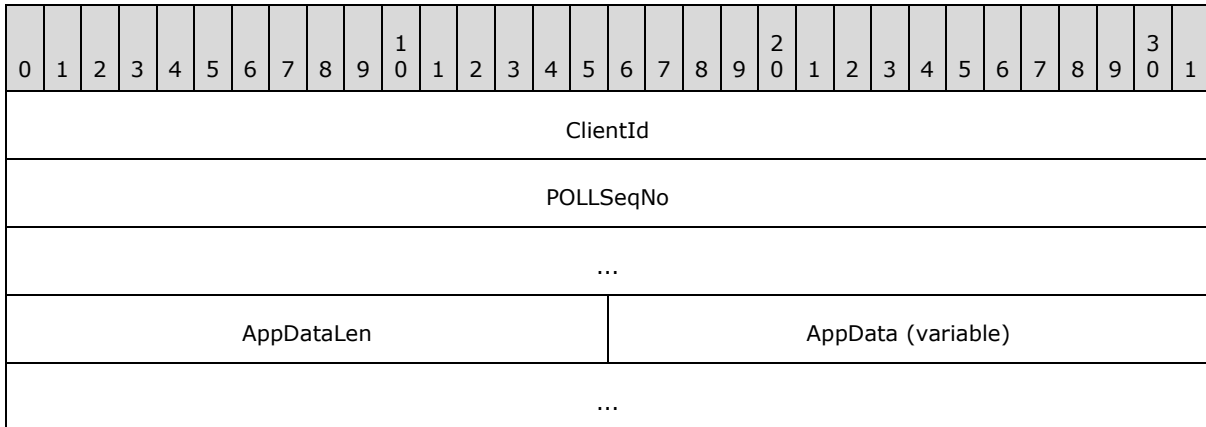 0 1 2 3 4 5 6 7 8 9 1 0 1 2 3 4 5 6 7 8 9 2 0 1 2 3 4 5 6 7 8 9 3 0 1
ClientId
POLLSeqNo
...
AppDataLen AppData (variable)
...